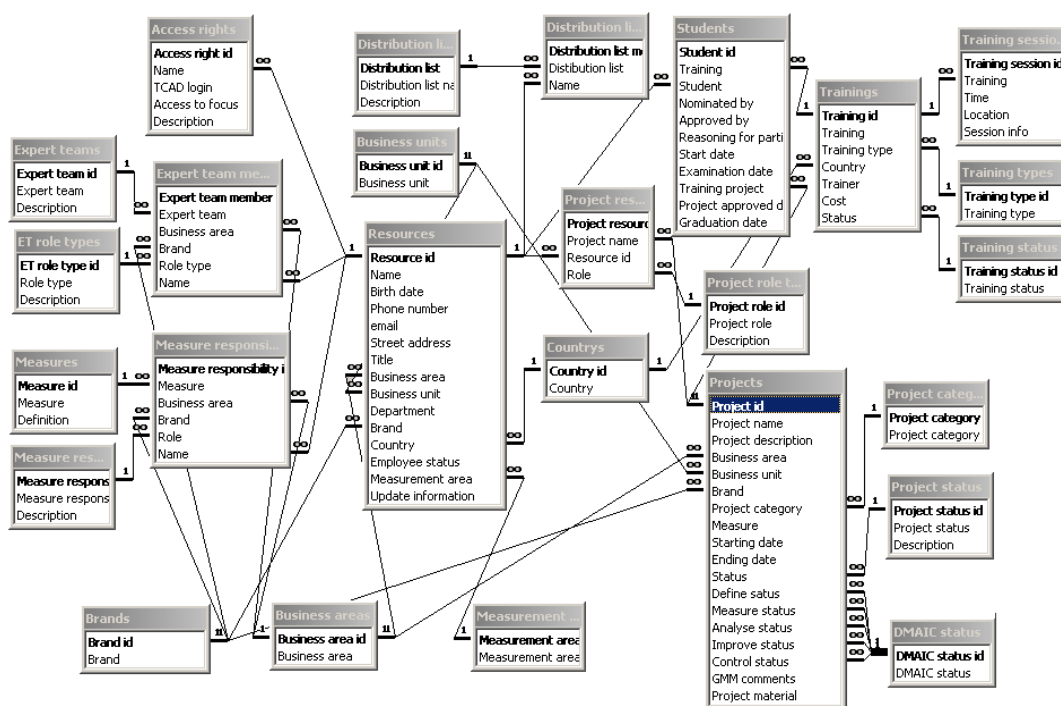 Access rights
Access right id
Name
TCAD login
Access to focus
Description
Distribution li...
Distribution list
Distribution list na
Description
Distribution li...
Distribution list m
Distibution list
Name
Students
Student id
Training
Student
Nominated by
Approved by
Reasoning for parti
Start date
Examination date
Training project
Project approved d
Graduation date
Trainings
Training id
Training
Training type
Country
Trainer
Cost
Status
Training sessio...
Training session id
Training
Time
Location
Session info
Training types
Training type id
Training type
Training status
Training status id
Training status
Expert teams
Expert team id
Expert team
Description
Expert team me...
Expert team member
Expert team
Business area
Brand
Role type
Name
ET role types
ET role type id
Role type
Description
Business units
Business unit id
Business unit
Resources
Resource id
Name
Birth date
Phone number
email
Street address
Title
Business area
Business unit
Department
Brand
Country
Employee status
Measurement area
Update information
Project res...
Project resourc
Project name
Resource id
Role
Project role t...
Project role id
Project role
Description
Countrys
Country id
Country
Measures
Measure id
Measure
Definition
Measure responsi...
Measure responsibility i
Measure
Business area
Brand
Role
Name
Measure res...
Measure respons
Measure respons
Description
Projects
Project id
Project name
Project description
Business area
Business unit
Brand
Project category
Measure
Starting date
Ending date
Status
Define satus
Measure status
Analyse status
Improve status
Control status
GMM comments
Project material
Project categ...
Project category
Project category
Project status
Project status id
Project status
Description
DMAIC status
DMAIC status id
DMAIC status
Brands
Brand id
Brand
Business areas
Business area id
Business area
Measurement ...
Measurement area
Measurement area